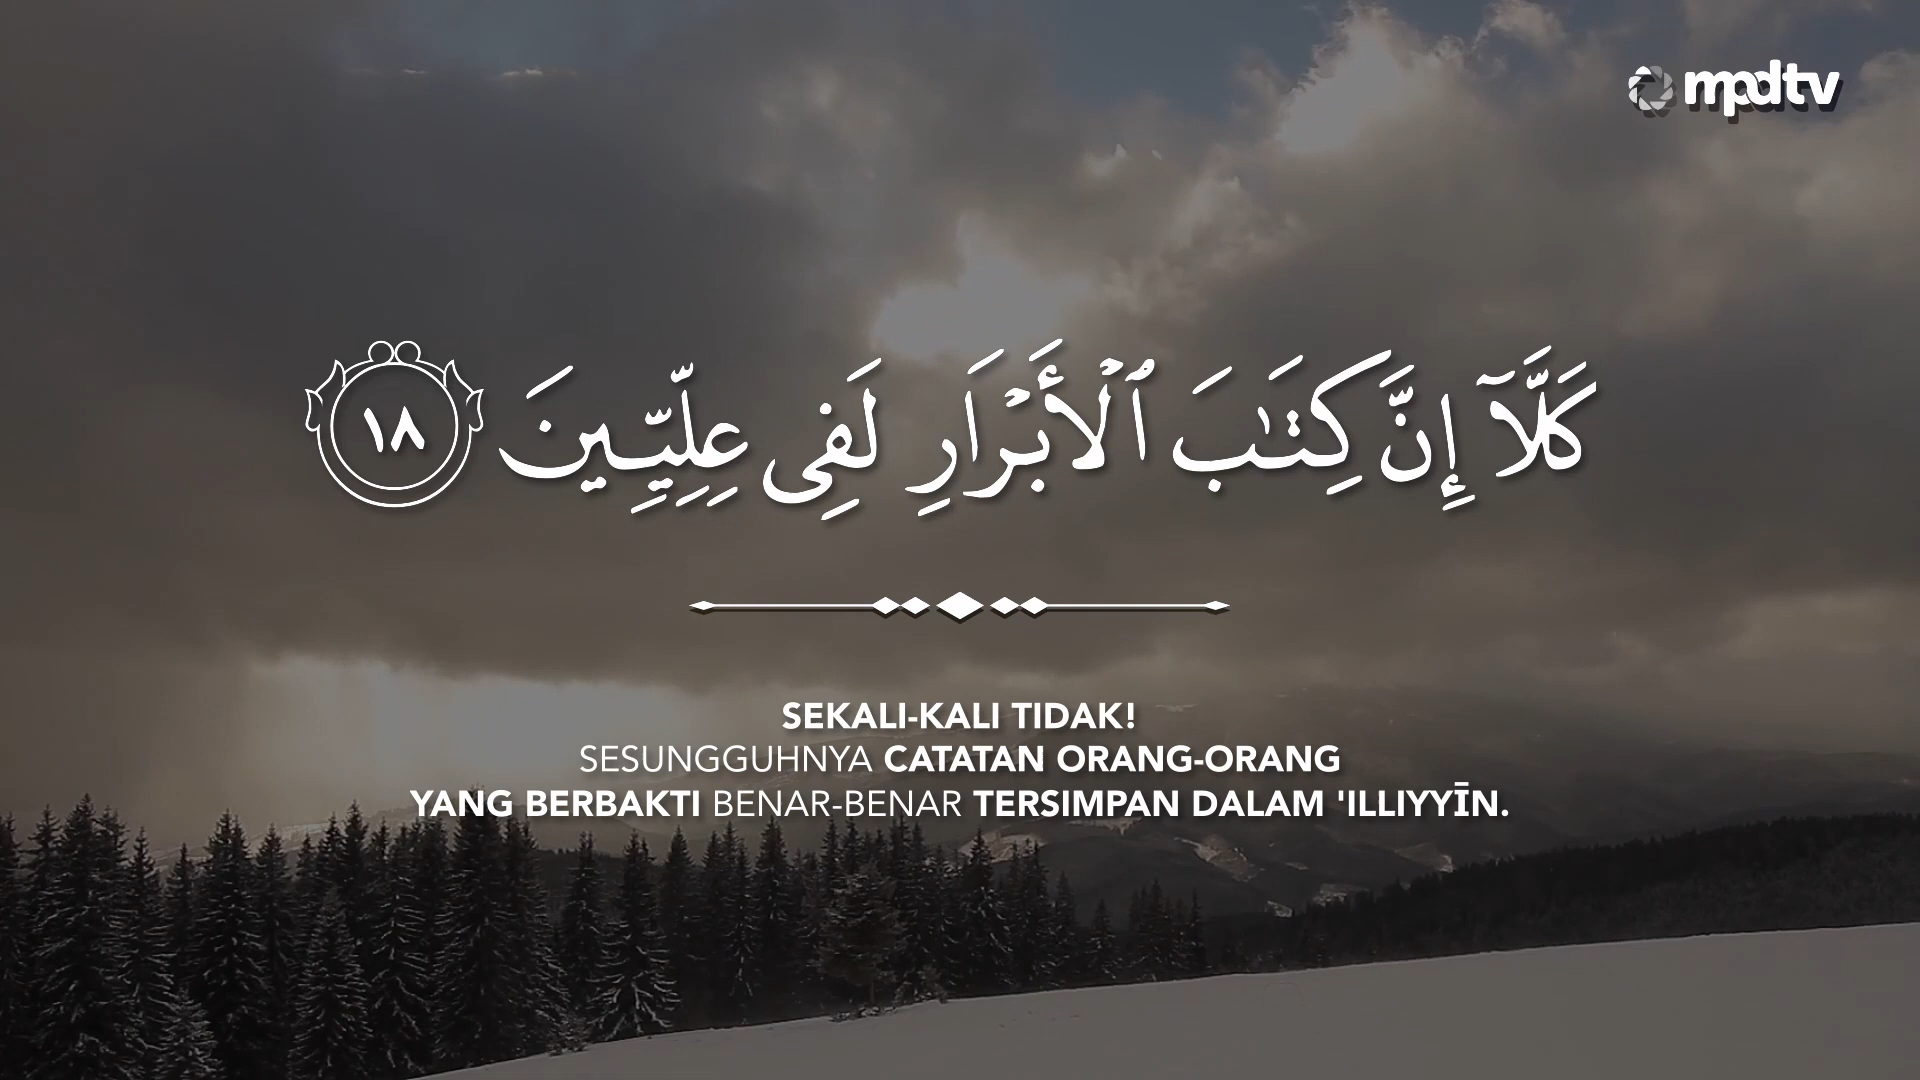 mpdtv
كَلَّآ إِنَّ كِتَٰبَ ٱلْأَبْرَارِ لَفِى عِلِّيِّينَ ١٨
SEKALI-KALI TIDAK!
SESUNGGUHNYA CATATAN ORANG-ORANG
YANG BERBAKTI BENAR-BENAR TERSIMPAN DALAM 'ILLIYYĪN.